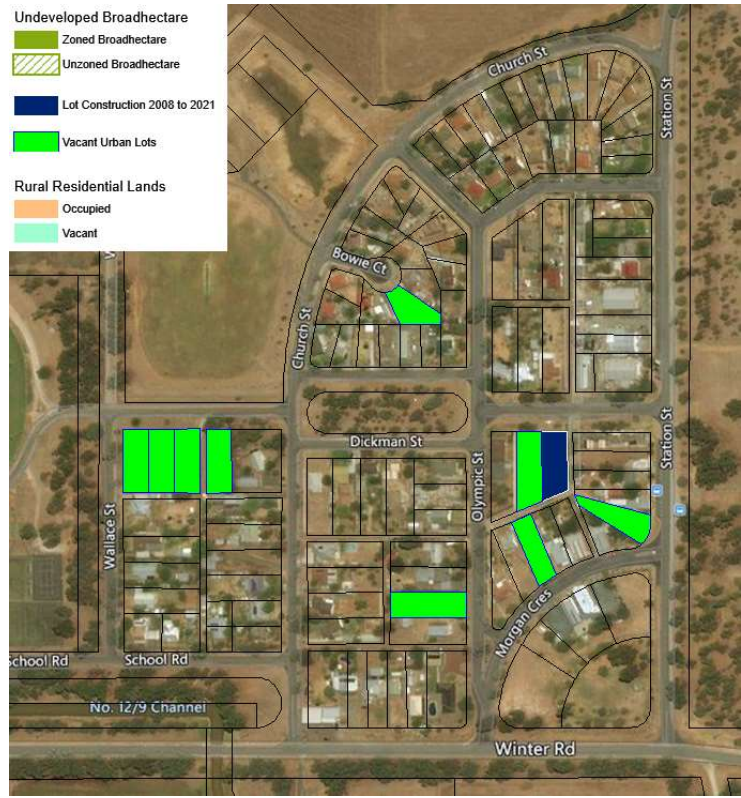 Undeveloped Broadhectare
Zoned Broadhectare
Unzoned Broadhectare
Lot Construction 2008 to 2021
Vacant Urban Lots
Rural Residential Lands
Occupied
Vacant
Church St
Station St
Bowie Ct
Church St
Dickman St
Olympic St
Station St
Wallace St
Morgan Cres
School Rd
School Rd
No. 12/9 Channel
Winter Rd